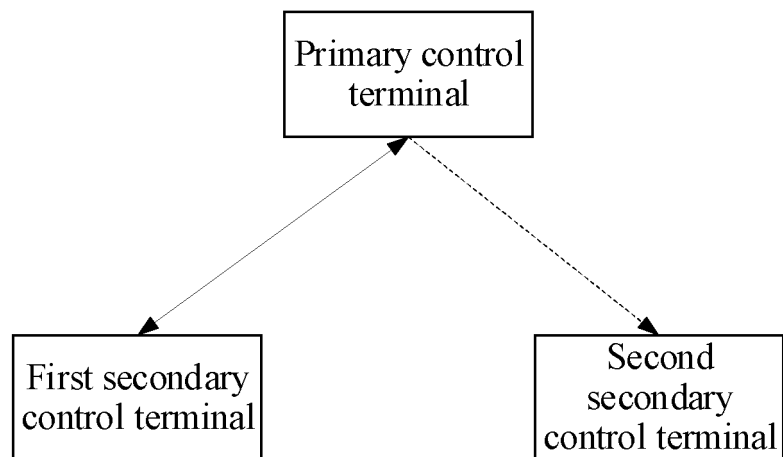 Primary control
terminal
First secondary
control terminal
Second
secondary
control terminal